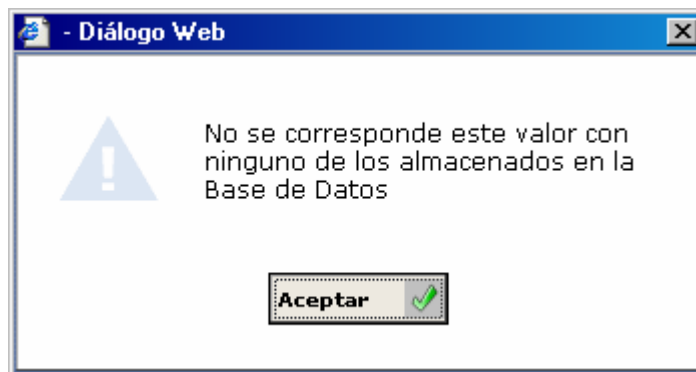 - Diálogo Web
No se corresponde este valor con
ninguno de los almacenados en la
Base de Datos
Aceptar